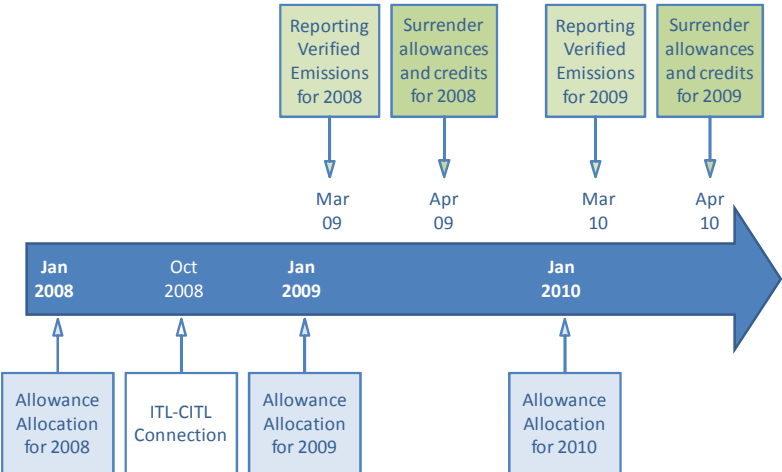 Reporting
Verified
Emissions
for 2008
Surrender
allowances
and credits
for 2008
Reporting
Verified
Emissions
for 2009
Surrender
allowances
and credits
for 2009
Mar
09
Apr
09
Mar
10
Apr
10
Jan
2008
Oct
2008
Jan
2009
Jan
2010
Allowance
Allocation
for 2008
ITL-CITL
Connection
Allowance
Allocation
for 2009
Allowance
Allocation
for 2010